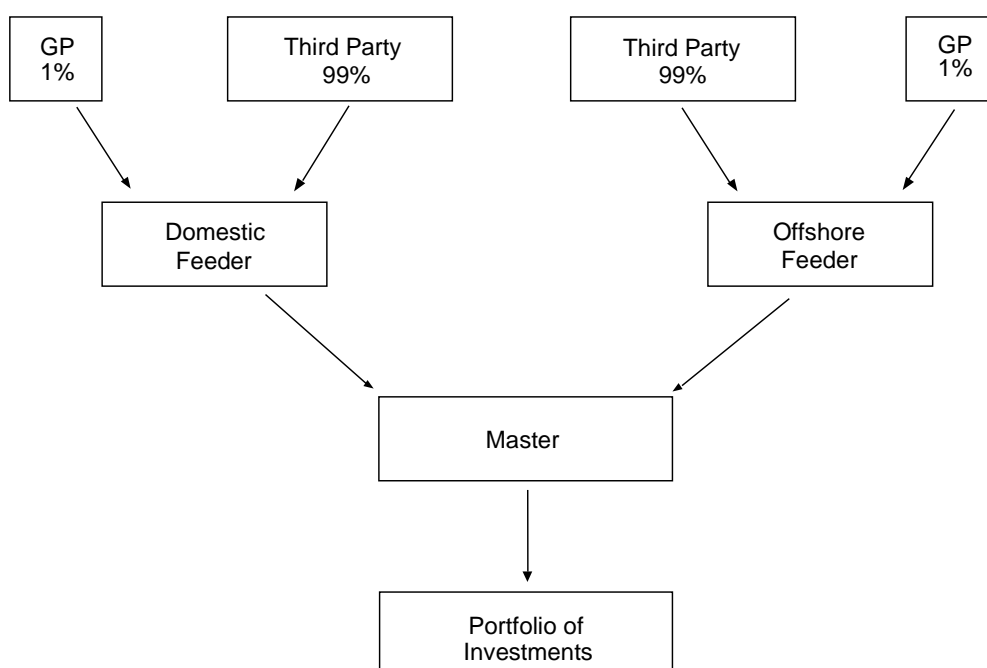 GP
1%
Third Party
99%
Third Party
99%
GP
1%
Domestic
Feeder
Offshore
Feeder
Master
Portfolio of
Investments